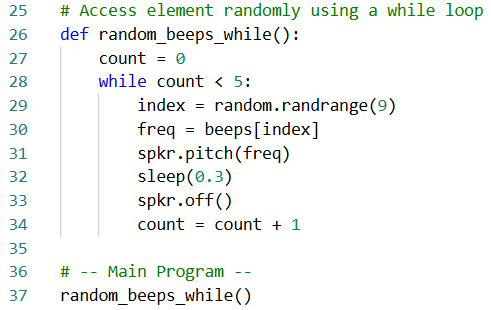 25 # Access element randomly using a while loop
26 def random_beeps_while():
27     count = 0
28     while count < 5:
29         index = random.randrange(9)
30         freq = beeps[index]
31         spkr.pitch(freq)
32         sleep(0.3)
33         spkr.off()
34         count = count + 1
35
36 # -- Main Program --
37 random_beeps_while()